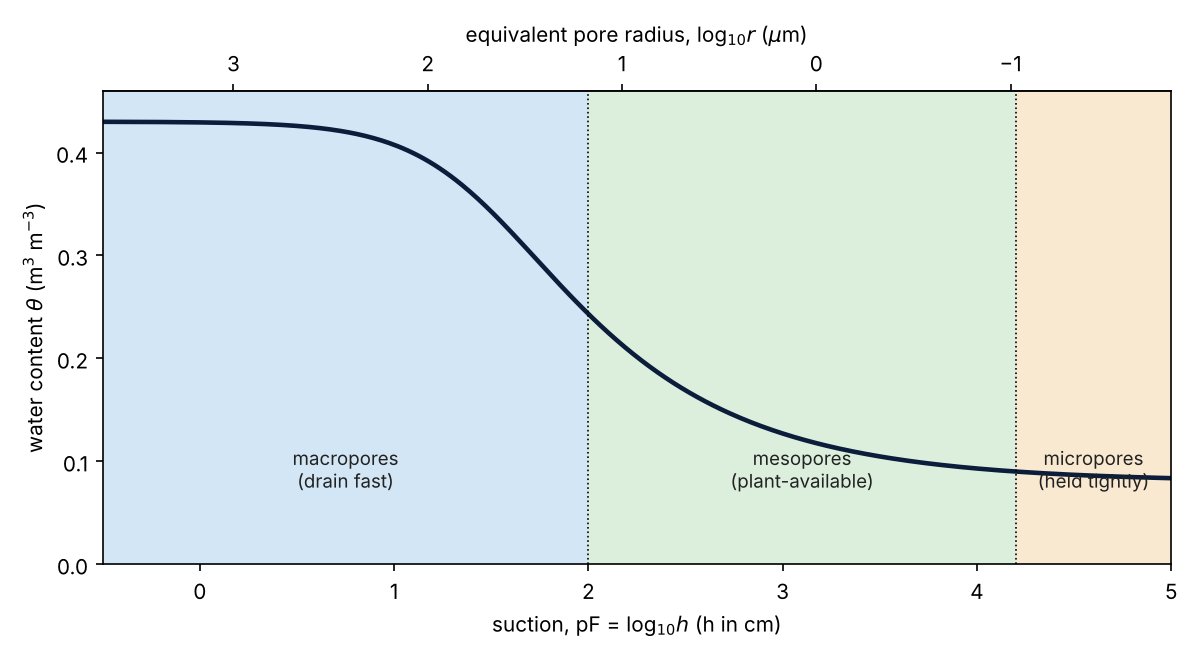 equivalent pore radius, log₁₀r (μm)
3 2 1 0 −1
0.4
0.3
0.2
0.1
0.0
water content θ (m³ m⁻³)
macropores
(drain fast)
mesopores
(plant-available)
micropores
(held tightly)
0 1 2 3 4 5
suction, pF = log₁₀h (h in cm)